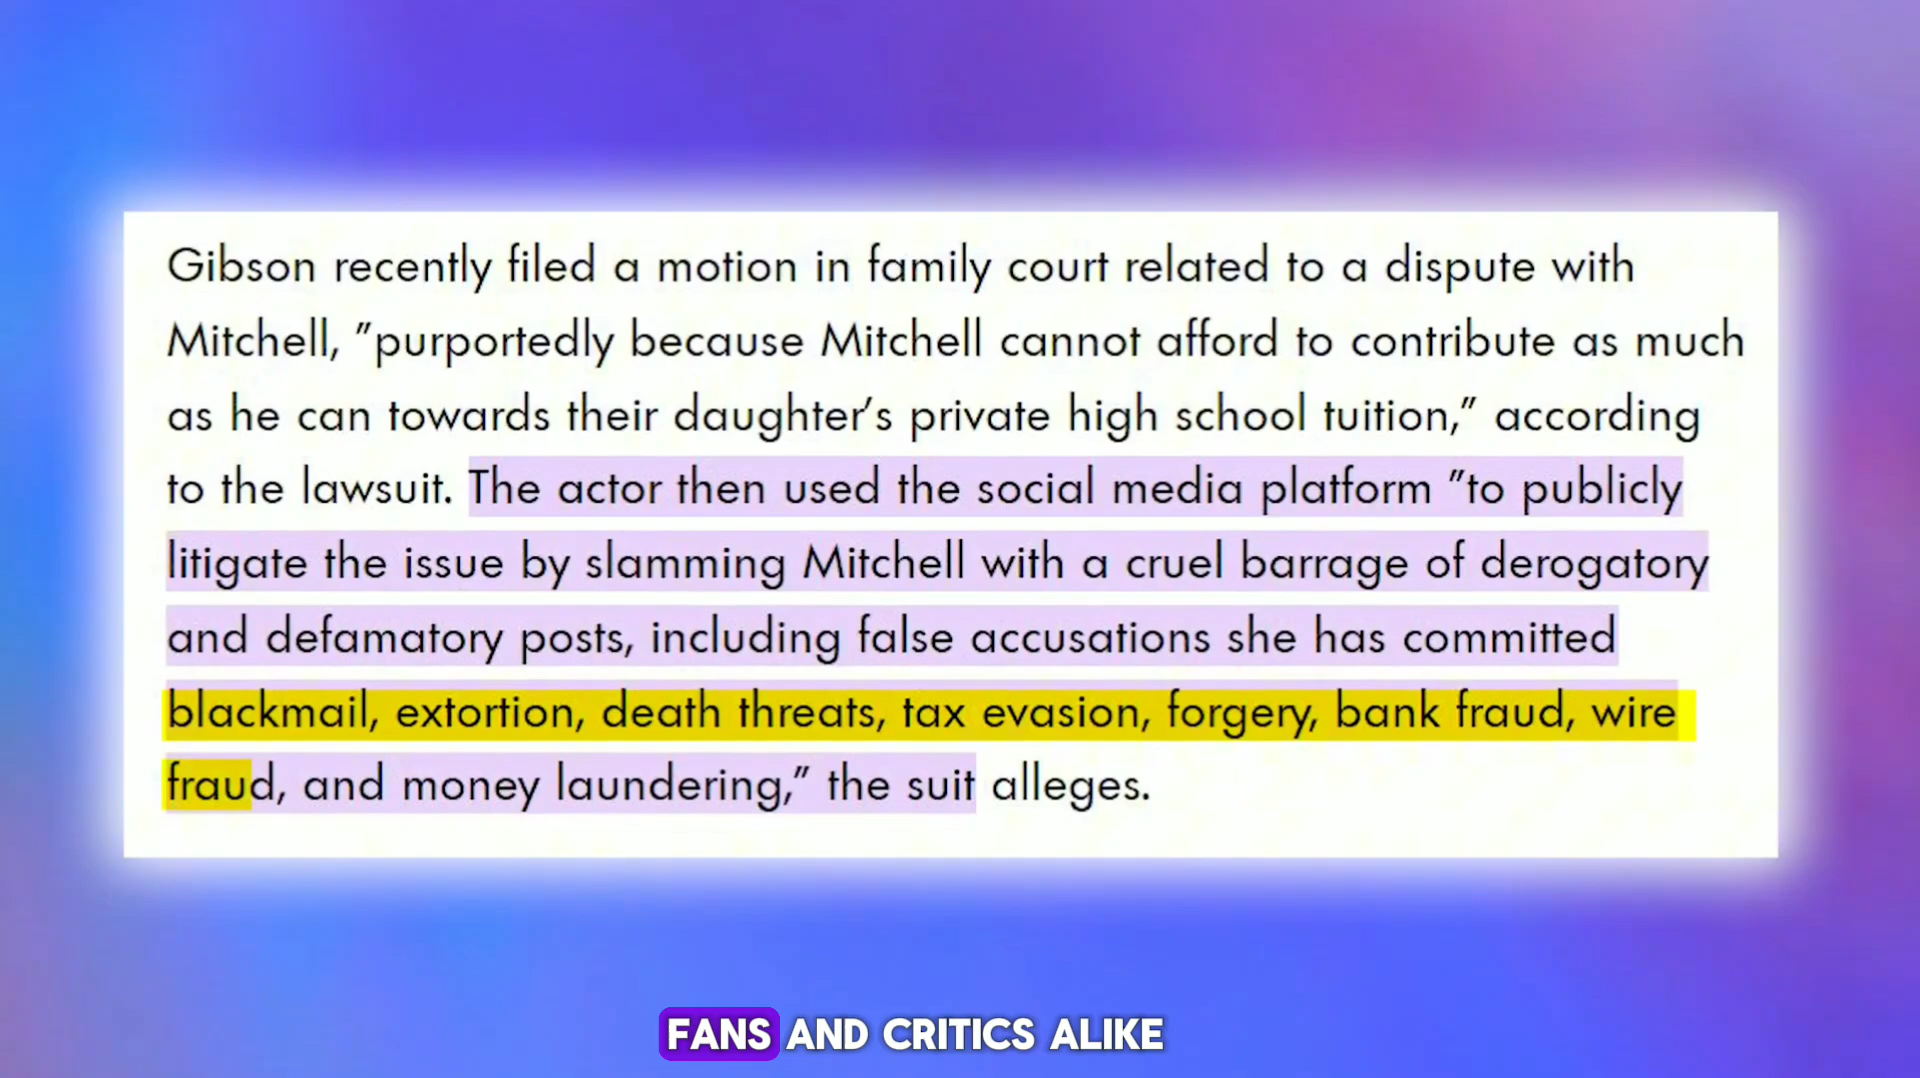 Gibson recently filed a motion in family court related to a dispute with
Mitchell, "purportedly because Mitchell cannot afford to contribute as much
as he can towards their daughter's private high school tuition," according
to the lawsuit. The actor then used the social media platform "to publicly
litigate the issue by slamming Mitchell with a cruel barrage of derogatory
and defamatory posts, including false accusations she has committed
blackmail, extortion, death threats, tax evasion, forgery, bank fraud, wire
fraud, and money laundering," the suit alleges.
FANS AND CRITICS ALIKE